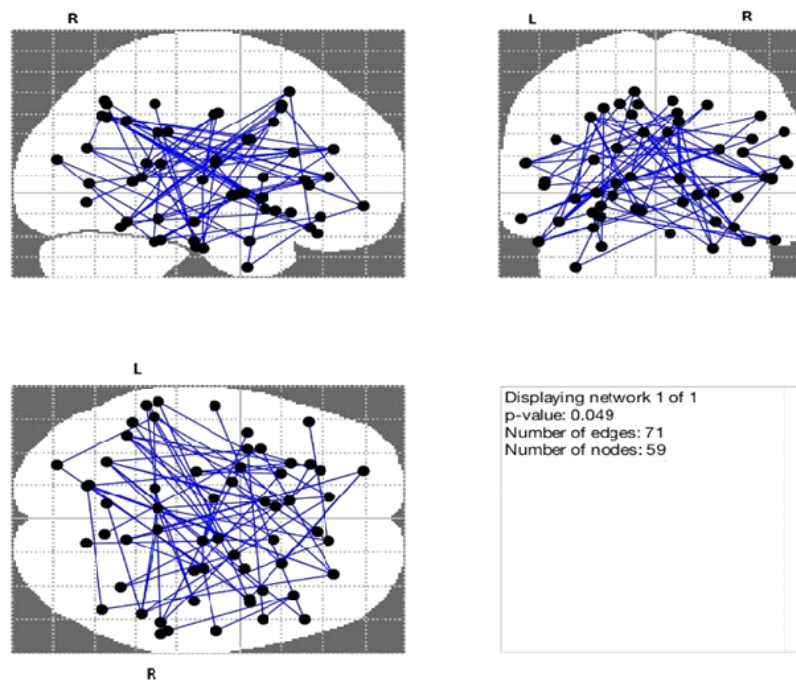 R
L
R
L
R
Displaying network 1 of 1
p-value: 0.049
Number of edges: 71
Number of nodes: 59